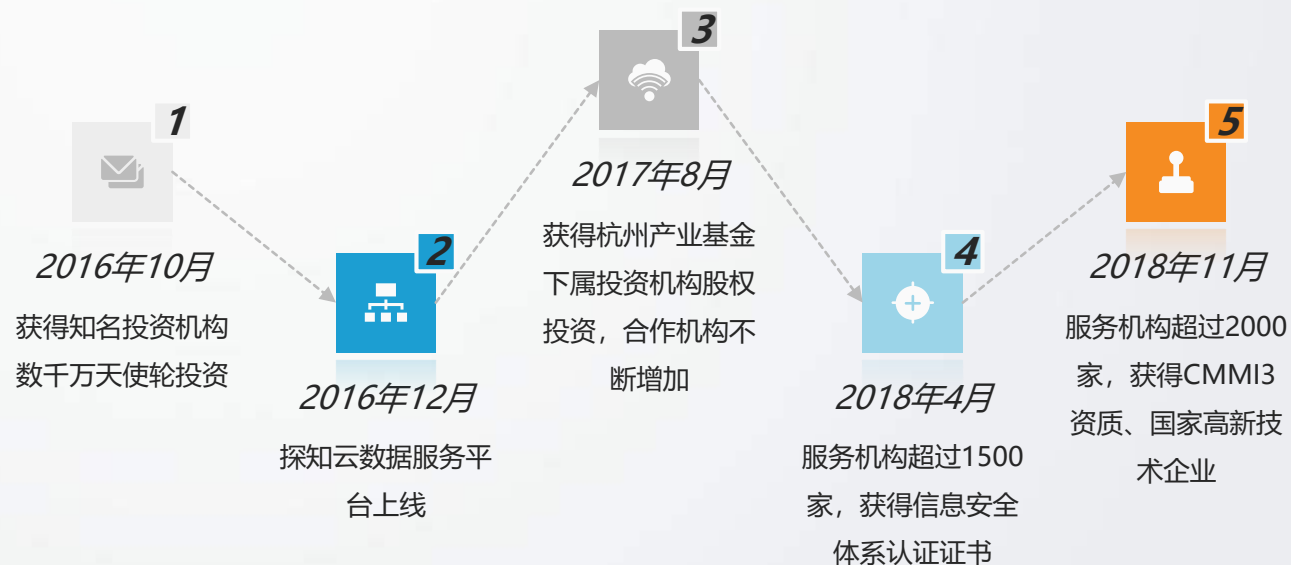 1
2016年10月
获得知名投资机构
数千万天使轮投资
2
2016年12月
探知云数据服务平
台上线
3
2017年8月
获得杭州产业基金
下属投资机构股权
投资，合作机构不
断增加
4
2018年4月
服务机构超过1500
家，获得信息安全
体系认证证书
5
2018年11月
服务机构超过2000
家，获得CMMI3
资质、国家高新技
术企业